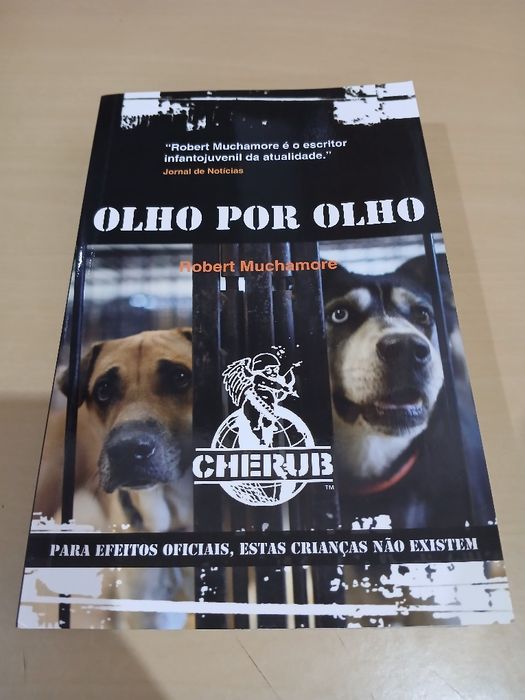 "Robert Muchamore é o escritor
infantojuvenil da atualidade."
Jornal de Notícias
OLHO POR OLHO
Robert Muchamore
CHERUB
TM
PARA EFEITOS OFICIAIS, ESTAS CRIANÇAS NÃO EXISTEM